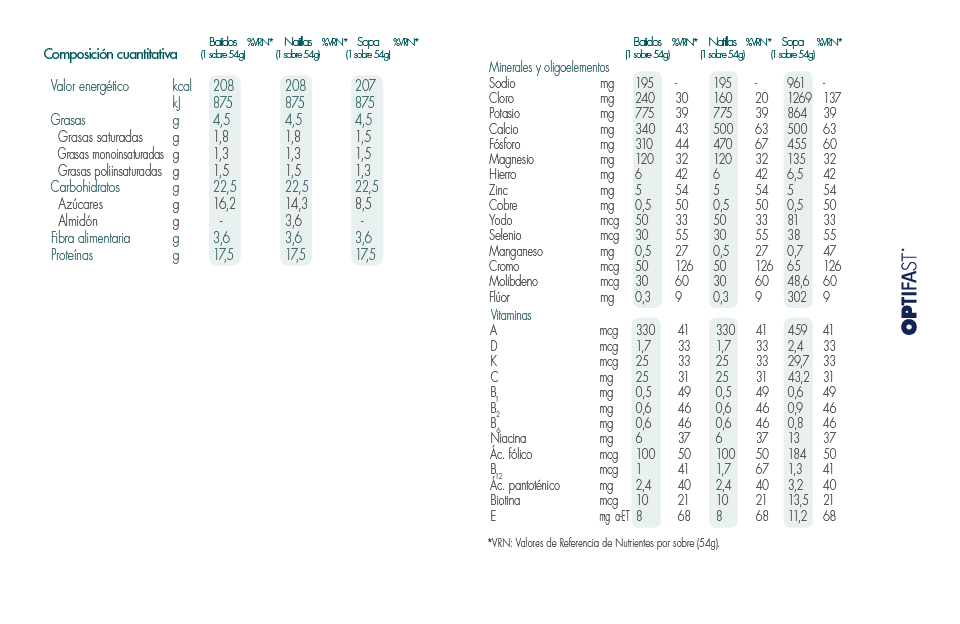 Composición cuantitativa
Batidos %VRN* Natillas %VRN* Sopa %VRN*
(1 sobre 54g) (1 sobre 54g) (1 sobre 54g)
Valor energético kcal 208 208 207
kJ 875 875 875
Grasas g 4,5 4,5 4,5
Grasas saturadas g 1,8 1,8 1,5
Grasas monoinsaturadas g 1,3 1,3 1,5
Grasas poliinsaturadas g 1,5 1,5 1,3
Carbohidratos g 22,5 22,5 22,5
Azúcares g 16,2 14,3 8,5
Almidón g - 3,6 -
Fibra alimentaria g 3,6 3,6 3,6
Proteínas g 17,5 17,5 17,5
Batidos %VRN* Natillas %VRN* Sopa %VRN*
(1 sobre 54g) (1 sobre 54g) (1 sobre 54g)
Minerales y oligoelementos
Sodio mg 195 - 195 - 961 -
Cloro mg 240 30 160 20 1269 137
Potasio mg 775 39 775 39 864 39
Calcio mg 340 43 500 63 500 63
Fósforo mg 310 44 470 67 455 60
Magnesio mg 120 32 120 32 135 32
Hierro mg 6 42 6 42 6,5 42
Zinc mg 5 54 5 54 5 54
Cobre mg 0,5 50 0,5 50 0,5 50
Yodo mcg 50 33 50 33 81 33
Selenio mcg 30 55 30 55 38 55
Manganeso mg 0,5 27 0,5 27 0,7 47
Cromo mcg 50 126 50 126 65 126
Molibdeno mcg 30 60 30 60 48,6 60
Flúor mg 0,3 9 0,3 9 302 9
Vitaminas
A mcg 330 41 330 41 459 41
D mcg 1,7 33 1,7 33 2,4 33
K mcg 25 33 25 33 29,7 33
C mcg 25 31 25 31 43,2 31
B1 mg 0,5 49 0,5 49 0,6 49
B2 mg 0,6 46 0,6 46 0,9 46
B6 mg 0,6 46 0,6 46 0,8 46
Niacina mg 6 37 6 37 13 37
Ác. fólico mcg 100 50 100 50 184 50
B12 mcg 1 41 1,7 67 1,3 41
Ác. pantoténico mg 2,4 40 2,4 40 3,2 40
Biotina mcg 10 21 10 21 13,5 21
E mg α-ET 8 68 8 68 11,2 68
*VRN: Valores de Referencia de Nutrientes por sobre (54g).
OPTIFAST